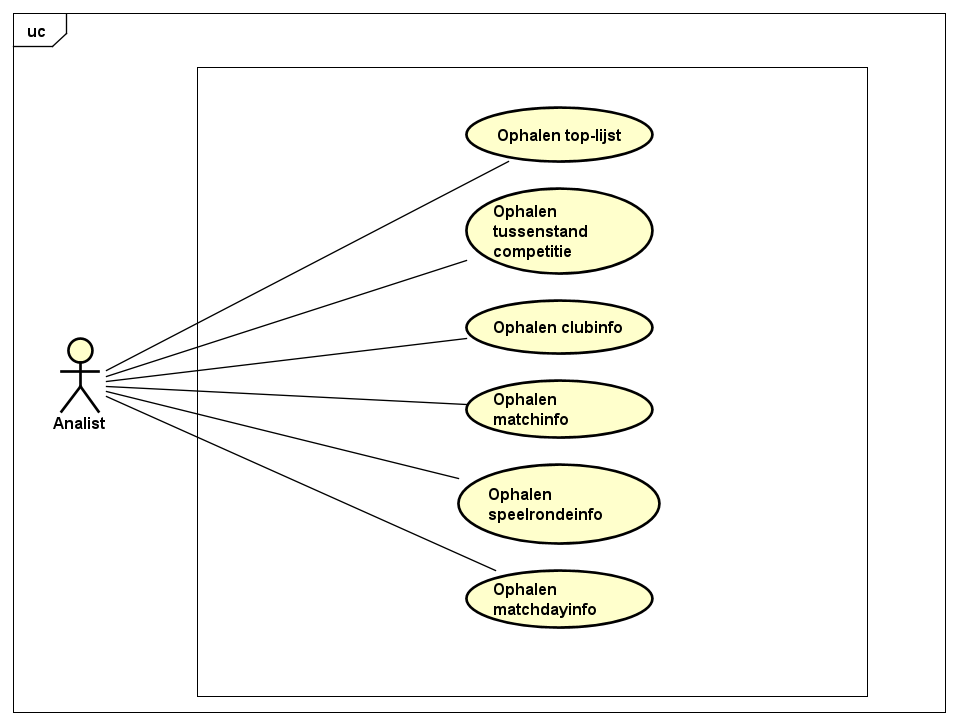 uc
Ophalen top-lijst
Ophalen
tussenstand
competitie
Ophalen clubinfo
Ophalen
matchinfo
Analist
Ophalen
speelrondeinfo
Ophalen
matchdayinfo